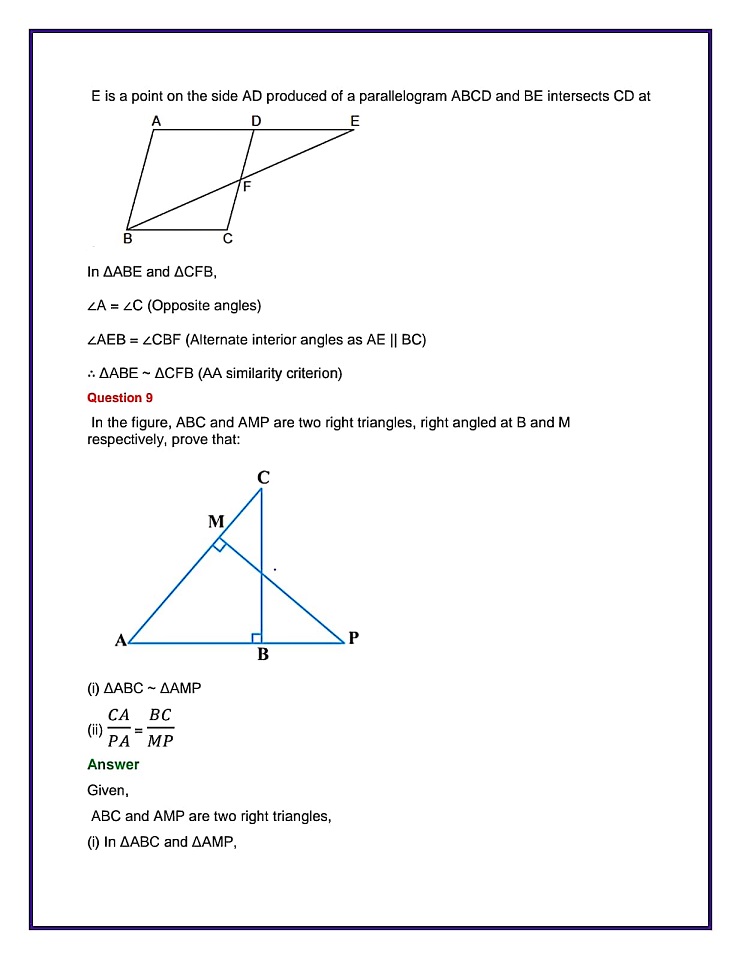 E is a point on the side AD produced of a parallelogram ABCD and BE intersects CD at
A D E
F
B C
In ΔABE and ΔCFB,
∠A = ∠C (Opposite angles)
∠AEB = ∠CBF (Alternate interior angles as AE || BC)
∴ ΔABE ~ ΔCFB (AA similarity criterion)
Question 9
In the figure, ABC and AMP are two right triangles, right angled at B and M
respectively, prove that:
C
M
A P
B
(i) ΔABC ~ ΔAMP
(ii) CA/PA = BC/MP
Answer
Given,
ABC and AMP are two right triangles,
(i) In ΔABC and ΔAMP,